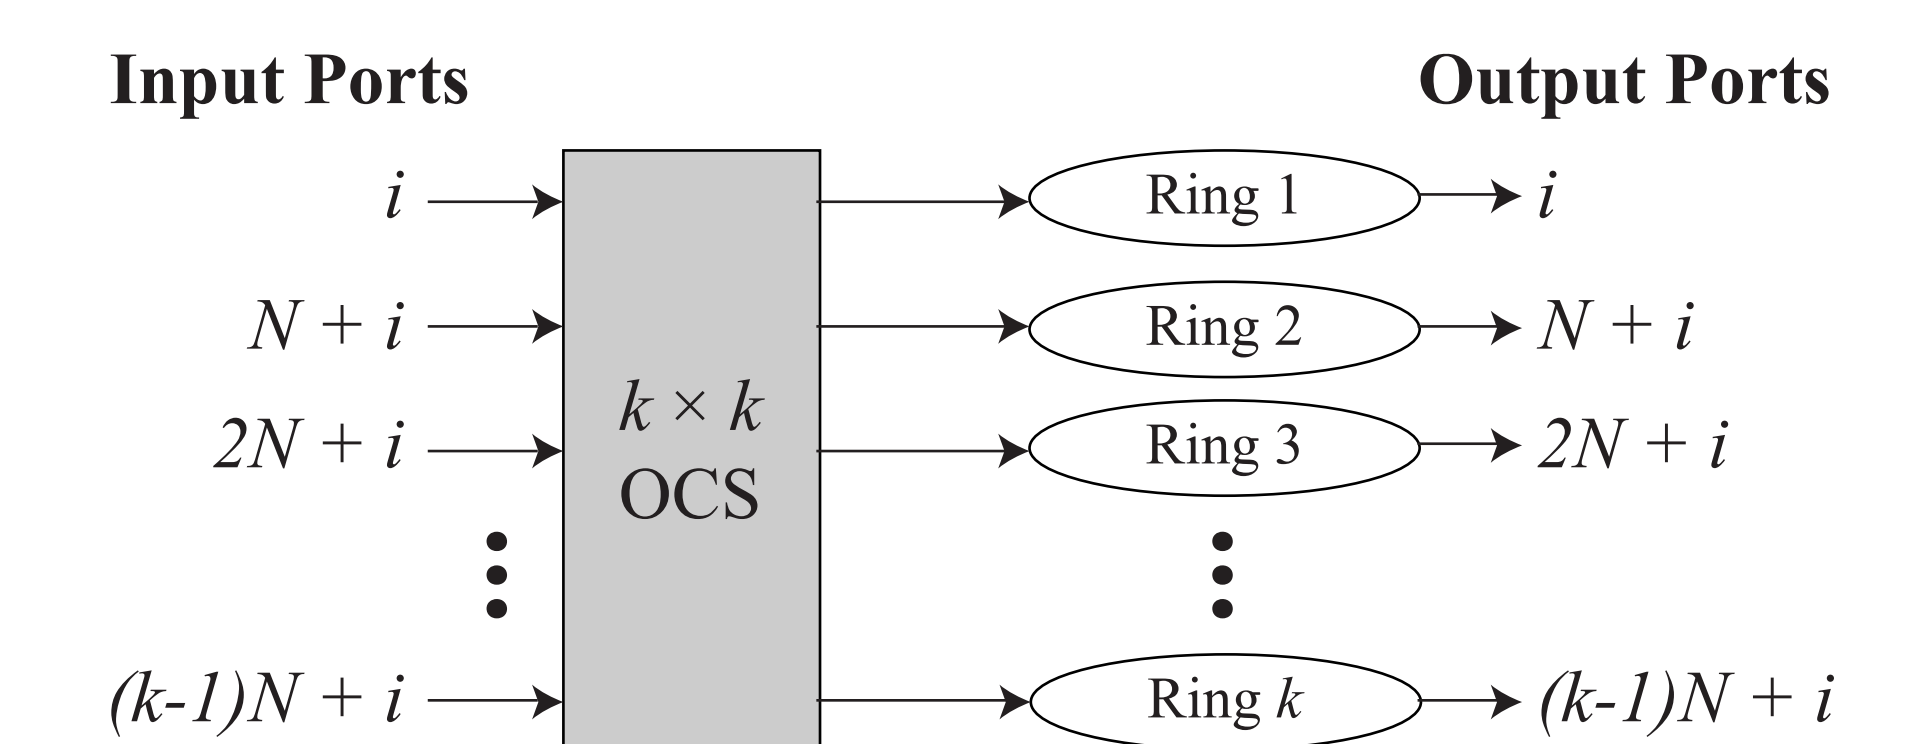 Input Ports Output Ports
i Ring 1 i
N + i Ring 2 N + i
k × k
2N + i Ring 3 2N + i
OCS
(k-1)N + i Ring k (k-1)N + i